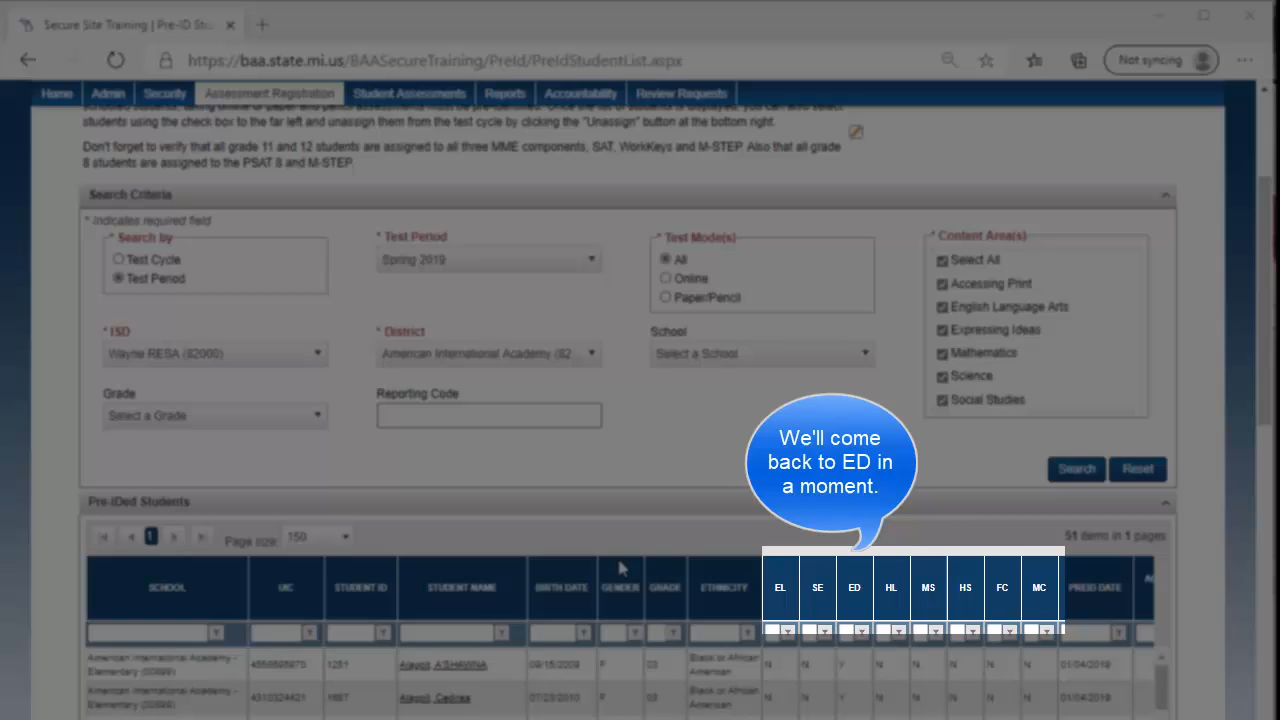 Secure Site Training | Pre-ID Stu
https://baa.state.mi.us/BAASecureTraining/PreId/PreIdStudentList.aspx
Not syncing
Home Admin Security Assessment Registration Student Assessments Reports Accountability Review Requests
students using the check box to the far left and unassign them from the test cycle by clicking the "Unassign" button at the bottom right.
Don't forget to verify that all grade 11 and 12 students are assigned to all three MME components, SAT, WorkKeys and M-STEP. Also that all grade
8 students are assigned to the PSAT 8 and M-STEP.
Search Criteria
* Indicates required field
* Search by
Test Cycle
Test Period
* Test Period
Spring 2019
* Test Mode(s)
All
Online
Paper/Pencil
* Content Area(s)
Select All
Accessing Print
English Language Arts
Expressing Ideas
Mathematics
Science
Social Studies
* ISD
Wayne RESA (82000)
* District
American International Academy (82
School
Select a School
Grade
Select a Grade
Reporting Code
We'll come
back to ED in
a moment.
Search Reset
Pre-IDed Students
1 Page size: 150 51 items in 1 pages
SCHOOL UIC STUDENT ID STUDENT NAME BIRTH DATE GENDER GRADE ETHNICITY EL SE ED HL MS HS FC MC PREID DATE
American International Academy -
Elementary (00699) 1281 09/15/2009 F 03 Black or African
American N N Y N N N N N 01/04/2019
American International Academy -
Elementary (00699) 4310324421 1687 07/23/2010 F 03 Black or African
American N N Y N N N N N 01/04/2019